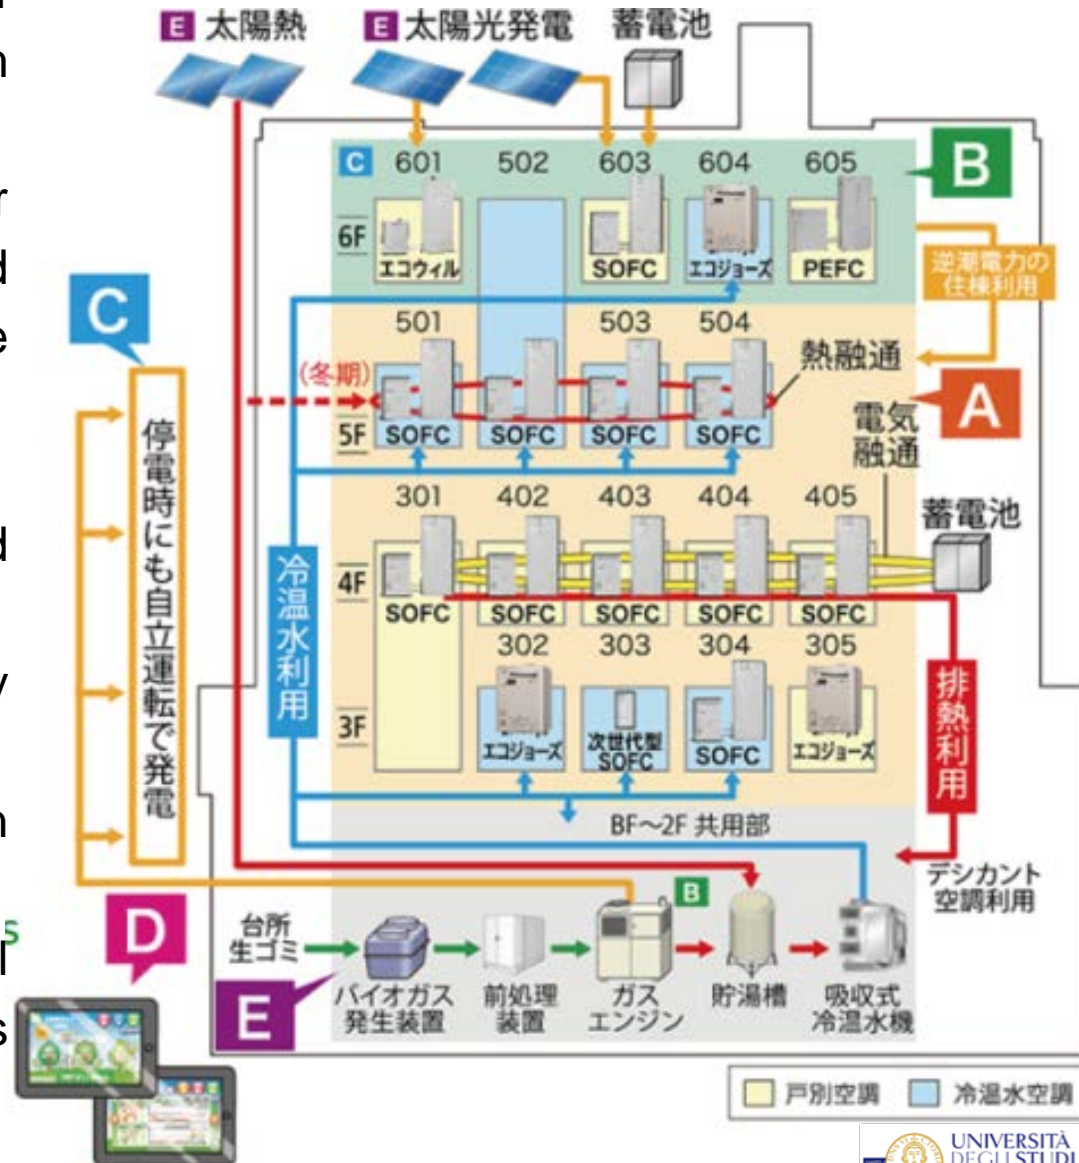 E 太陽熱
E 太陽光発電
蓄電池
C 601
502
603
604
605
B
6F
エコウィル
SOFC
エコジョーズ
PEFC
逆潮電力の
住棟利用
C
501
503
504
(冬期)
熱融通
A
5F
SOFC
SOFC
SOFC
SOFC
停電時にも自立運転で発電
電気
融通
301
402
403
404
405
蓄電池
冷温水利用
4F
SOFC
SOFC
SOFC
SOFC
SOFC
302
303
304
305
排熱利用
3F
エコジョーズ
次世代型
SOFC
SOFC
エコジョーズ
BF～2F 共用部
デシカント
空調利用
B
D
台所
生ゴミ
E
バイオガス
発生装置
前処理
装置
ガス
エンジン
貯湯槽
吸収式
冷温水機
戸別空調
冷温水空調
UNIVERSITÀ
DEGLI STUDI